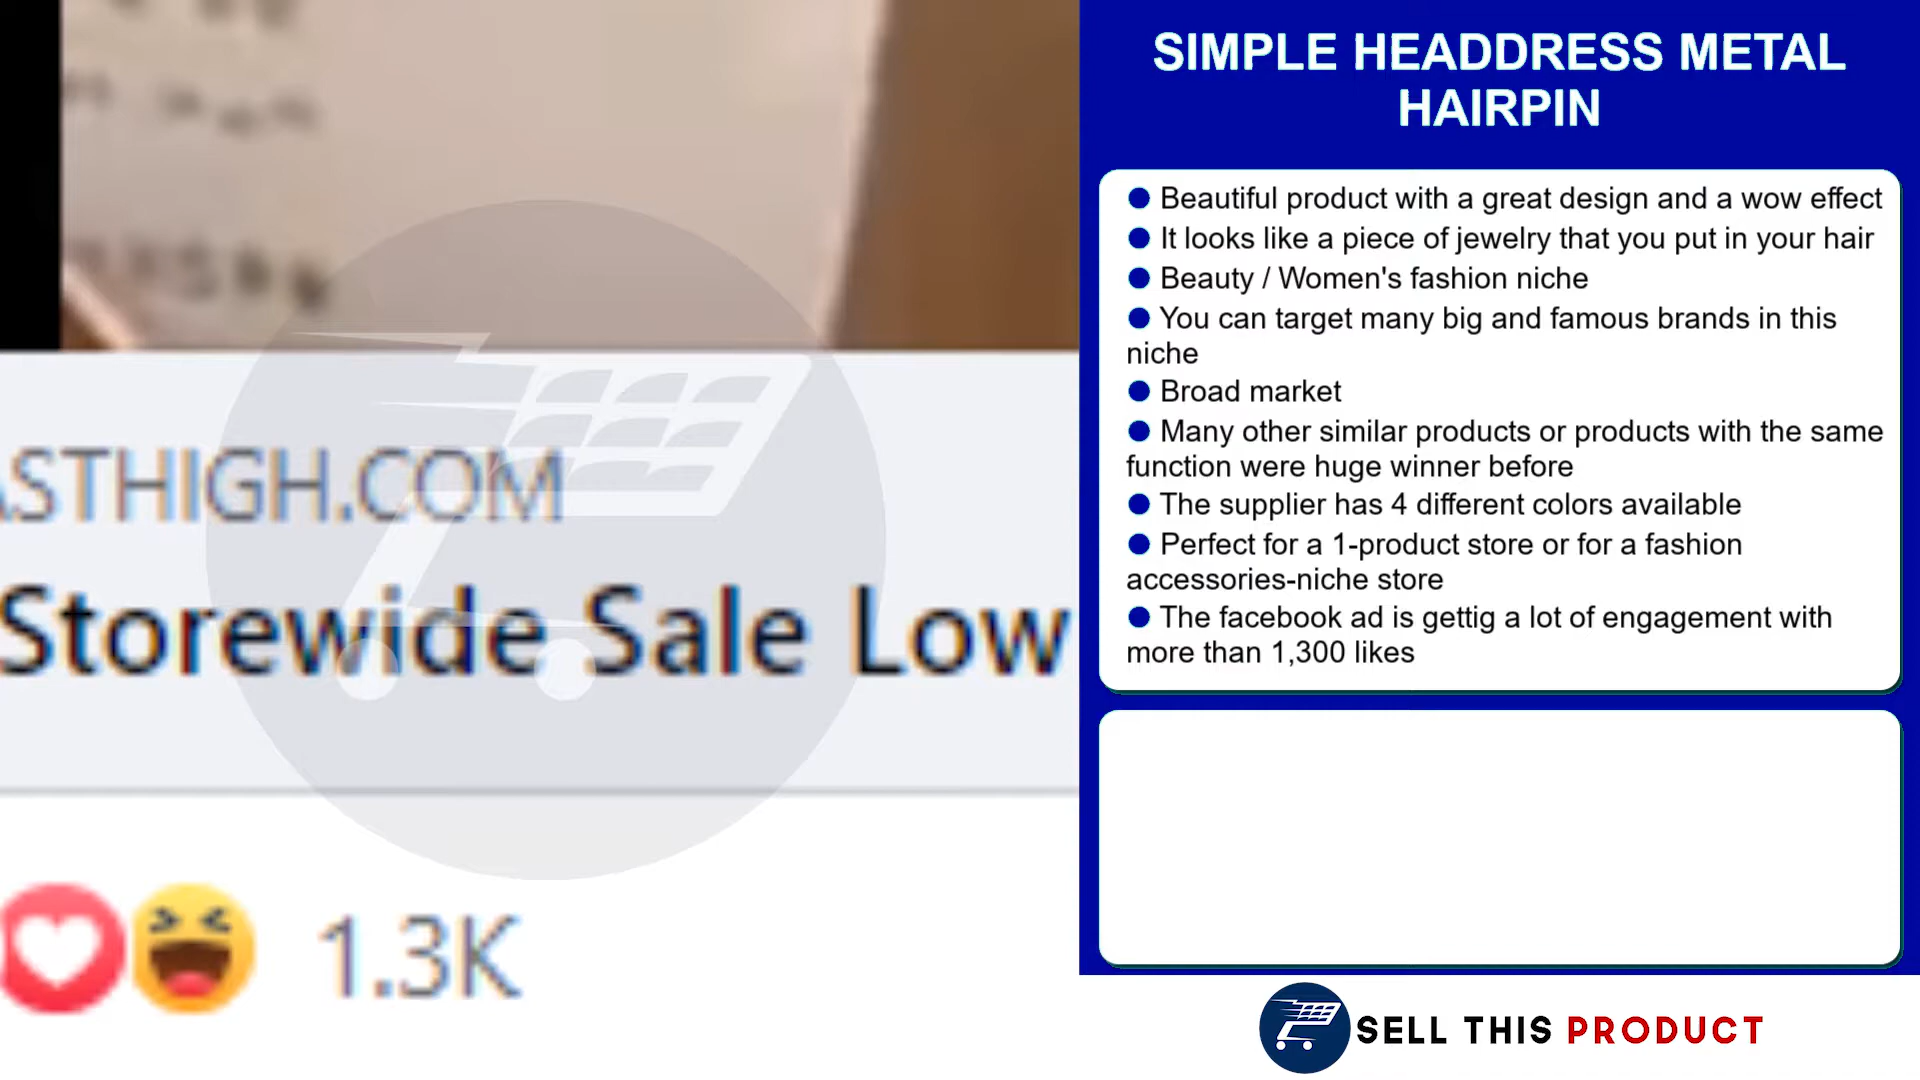 SIMPLE HEADDRESS METAL
HAIRPIN
● Beautiful product with a great design and a wow effect
● It looks like a piece of jewelry that you put in your hair
● Beauty / Women's fashion niche
● You can target many big and famous brands in this
niche
● Broad market
● Many other similar products or products with the same
function were huge winner before
● The supplier has 4 different colors available
● Perfect for a 1-product store or for a fashion
accessories-niche store
● The facebook ad is gettig a lot of engagement with
more than 1,300 likes
ASTHIGH.COM
Storewide Sale Low
1.3K
SELL THIS PRODUCT